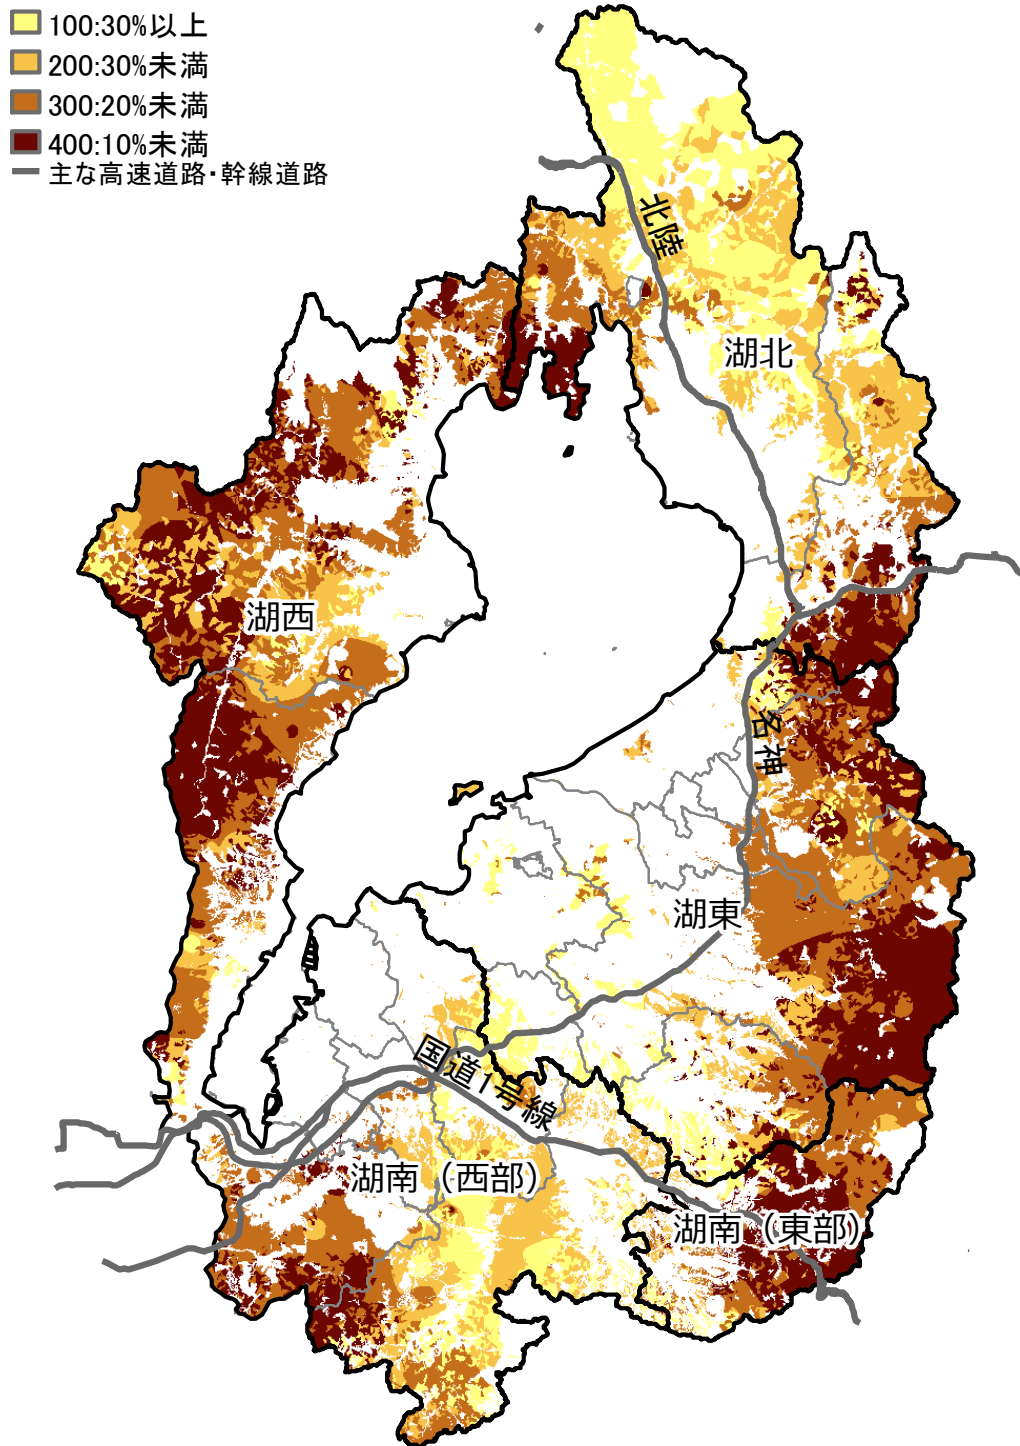 100:30%以上
200:30%未満
300:20%未満
400:10%未満
主な高速道路・幹線道路
北陸
湖北
湖西
名神
湖東
国道1号線
湖南（西部）
湖南（東部）